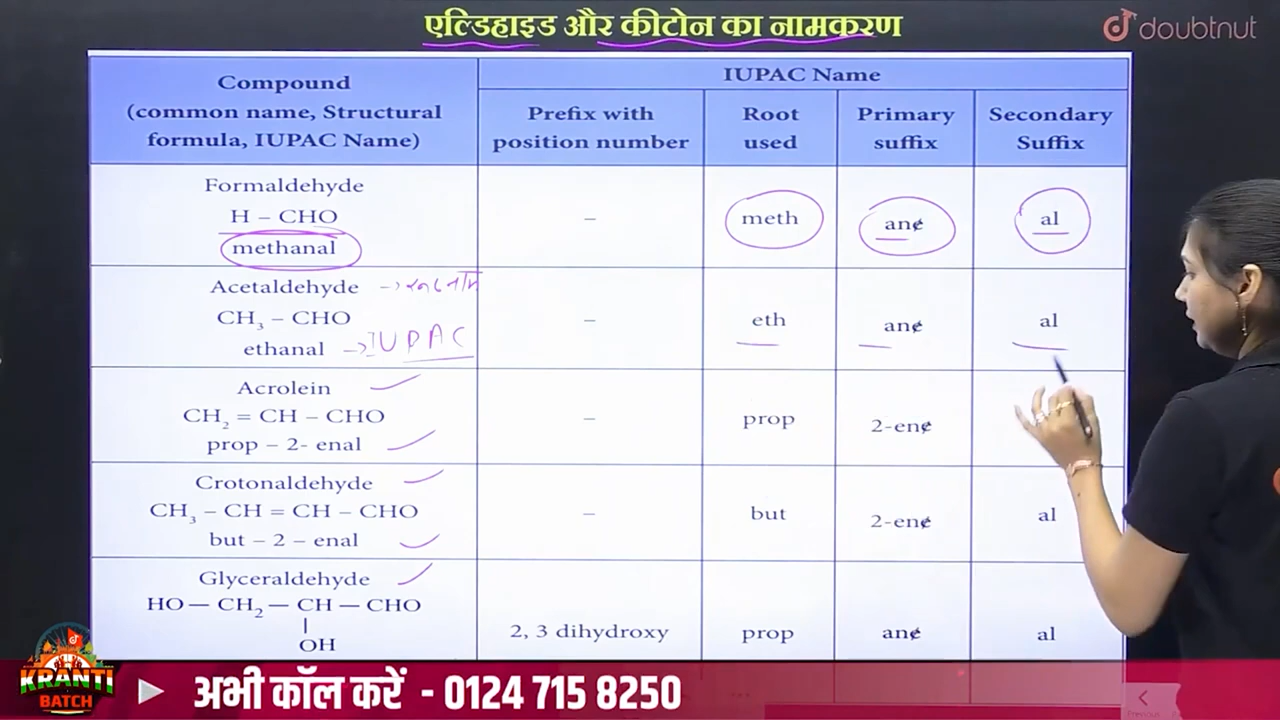 एल्डिहाइड और कीटोन का नामकरण
doubtnut
Compound
(common name, Structural
formula, IUPAC Name)
IUPAC Name
Prefix with
position number
Root
used
Primary
suffix
Secondary
Suffix
Formaldehyde
H – CHO
methanal
–
meth
ane
al
Acetaldehyde
CH₃ – CHO
ethanal → IUPAC
–
eth
ane
al
Acrolein
CH₂ = CH – CHO
prop – 2- enal
–
prop
2-ene
Crotonaldehyde
CH₃ – CH = CH – CHO
but – 2 – enal
–
but
2-ene
al
Glyceraldehyde
HO — CH₂ — CH — CHO
OH
2, 3 dihydroxy
prop
ane
al
KRANTI
BATCH
अभी कॉल करें - 0124 715 8250